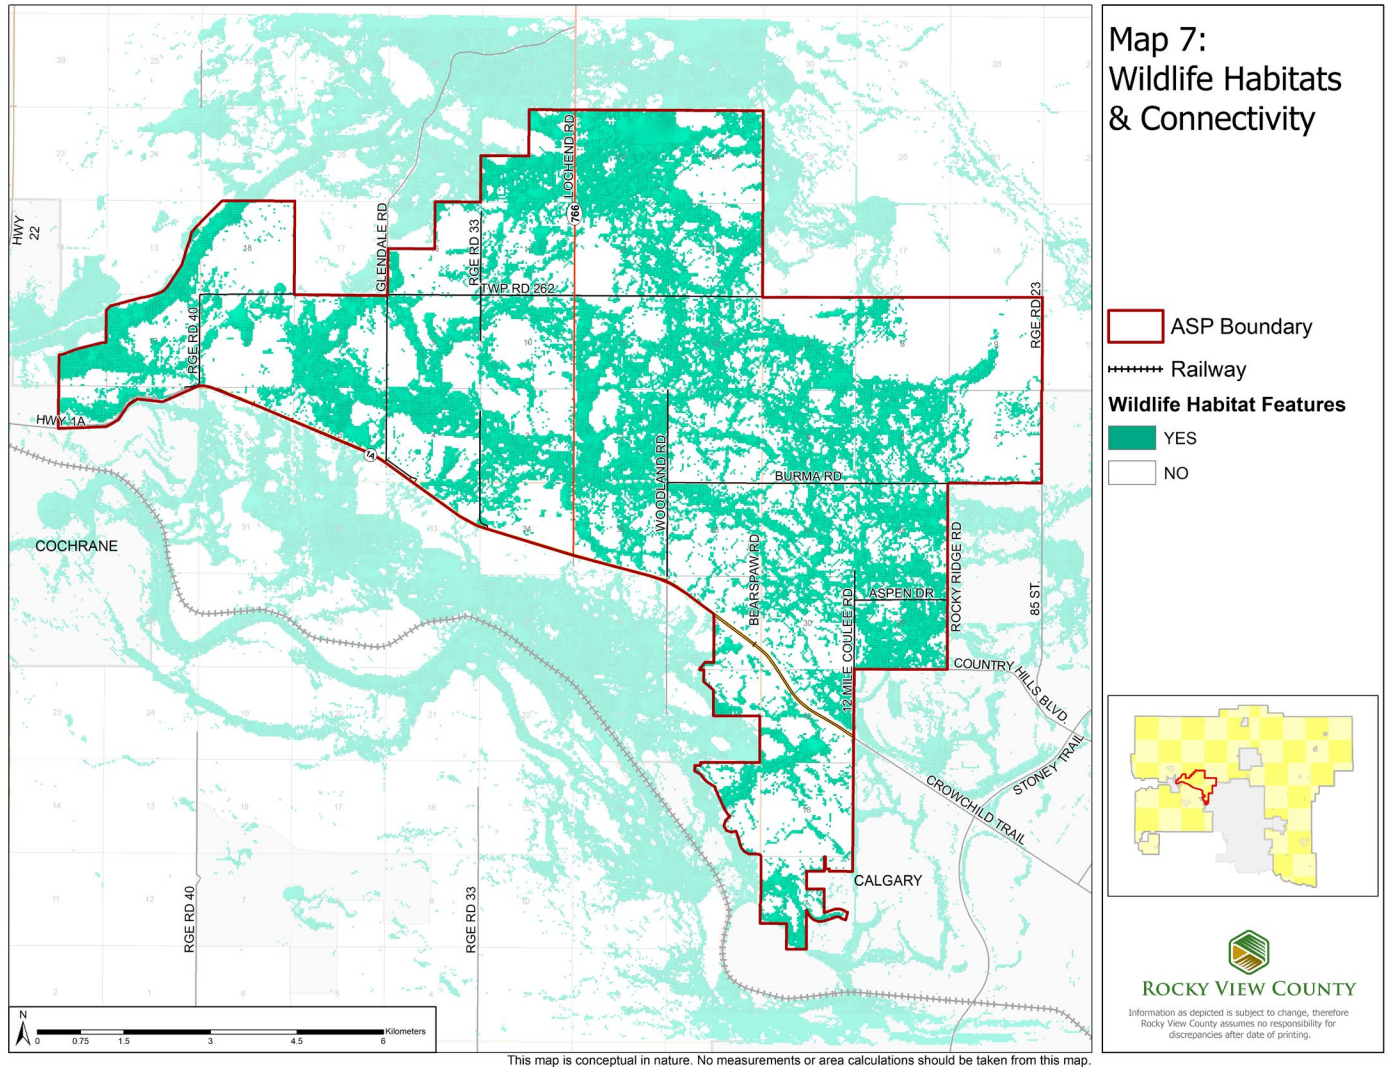 Map 7:
Wildlife Habitats
& Connectivity
ASP Boundary
Railway
Wildlife Habitat Features
YES
NO
ROCKY VIEW COUNTY
Information as depicted is subject to change, therefore
Rocky View County assumes no responsibility for
discrepancies after date of printing.
HWY
22
GLENDALE RD
RGE RD 33
LOCHEND RD
766
TWP RD 262
RGE RD 40
RGE RD 23
HWY 1A
1A
WOODLAND RD
BURMA RD
BEARSPAW RD
12 MILE COULEE RD
ASPEN DR
ROCKY RIDGE RD
85 ST.
COCHRANE
COUNTRY HILLS BLVD.
STONEY TRAIL
CROWCHILD TRAIL
CALGARY
RGE RD 40
RGE RD 33
N
Kilometers
0 0.75 1.5 3 4.5 6
This map is conceptual in nature. No measurements or area calculations should be taken from this map.